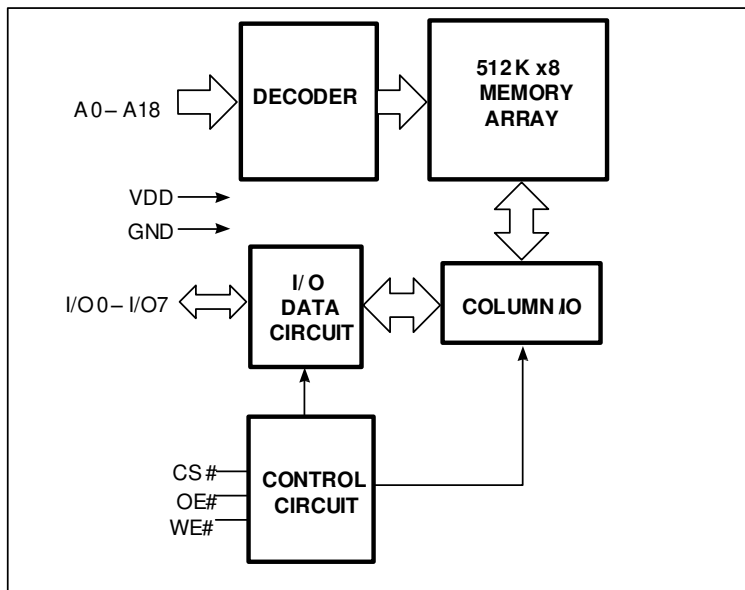 A0–A18
DECODER
512K x8
MEMORY
ARRAY
VDD
GND
I/O0–I/O7
I/O
DATA
CIRCUIT
COLUMN I/O
CS#
OE#
WE#
CONTROL
CIRCUIT